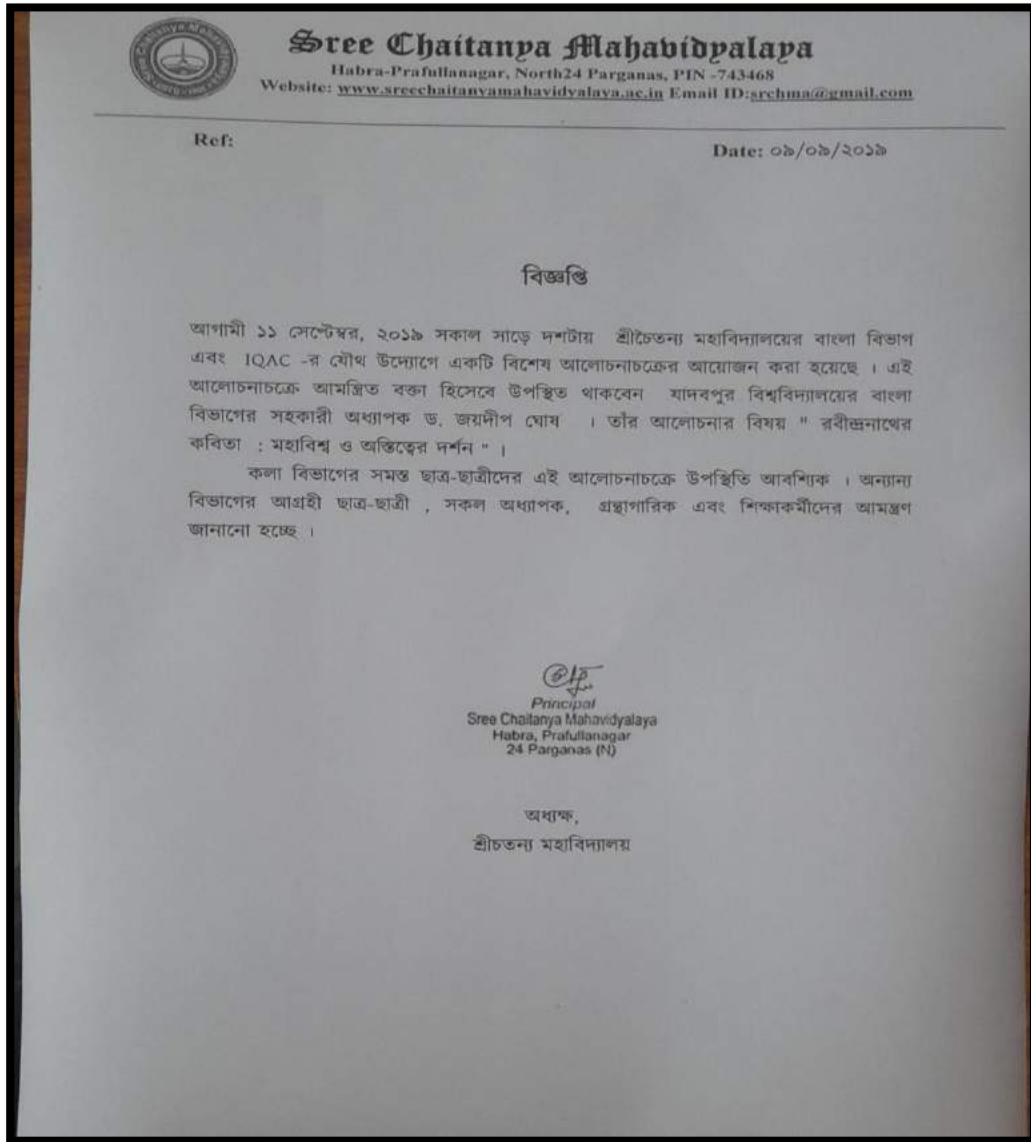 Sree Chaitanya Mahavidyalaya
Habra-Prafullanagar, North24 Parganas, PIN -743468
Website: www.sreechaitanyamahavidyalaya.ac.in Email ID:srchma@gmail.com
Ref:
Date: ০৯/০৯/২০১৯
বিজ্ঞপ্তি
আগামী ১১ সেপ্টেম্বর, ২০১৯ সকাল সাড়ে দশটায় শ্রীচৈতন্য মহাবিদ্যালয়ের বাংলা বিভাগ
এবং IQAC -র যৌথ উদ্যোগে একটি বিশেষ আলোচনাচক্রের আয়োজন করা হয়েছে । এই
আলোচনাচক্রে আমন্ত্রিত বক্তা হিসেবে উপস্থিত থাকবেন যাদবপুর বিশ্ববিদ্যালয়ের বাংলা
বিভাগের সহকারী অধ্যাপক ড. জয়দীপ ঘোষ । তাঁর আলোচনার বিষয় " রবীন্দ্রনাথের
কবিতা : মহাবিশ্ব ও অস্তিত্বের দর্শন " ।
কলা বিভাগের সমস্ত ছাত্র-ছাত্রীদের এই আলোচনাচক্রে উপস্থিতি আবশ্যিক । অন্যান্য
বিভাগের আগ্রহী ছাত্র-ছাত্রী , সকল অধ্যাপক, গ্রন্থাগারিক এবং শিক্ষাকর্মীদের আমন্ত্রণ
জানানো হচ্ছে ।
Principal
Sree Chaitanya Mahavidyalaya
Habra, Prafullanagar
24 Parganas (N)
অধ্যক্ষ,
শ্রীচতন্য মহাবিদ্যালয়